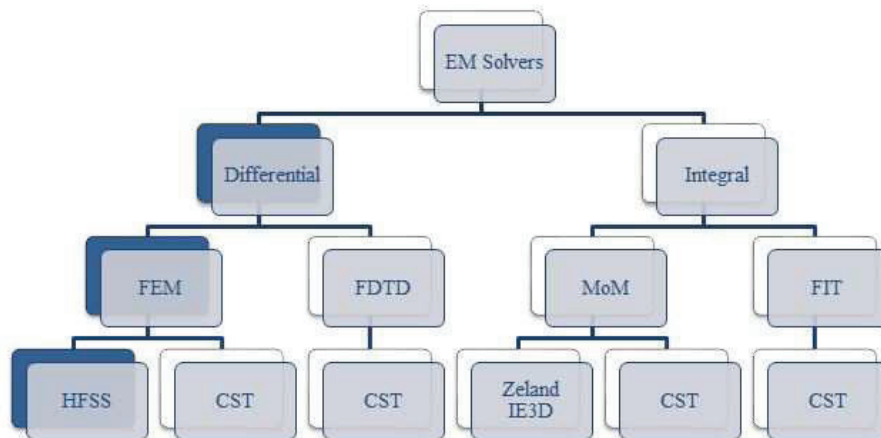 EM Solvers
Differential
Integral
FEM
FDTD
MoM
FIT
HFSS
CST
CST
Zeland
IE3D
CST
CST